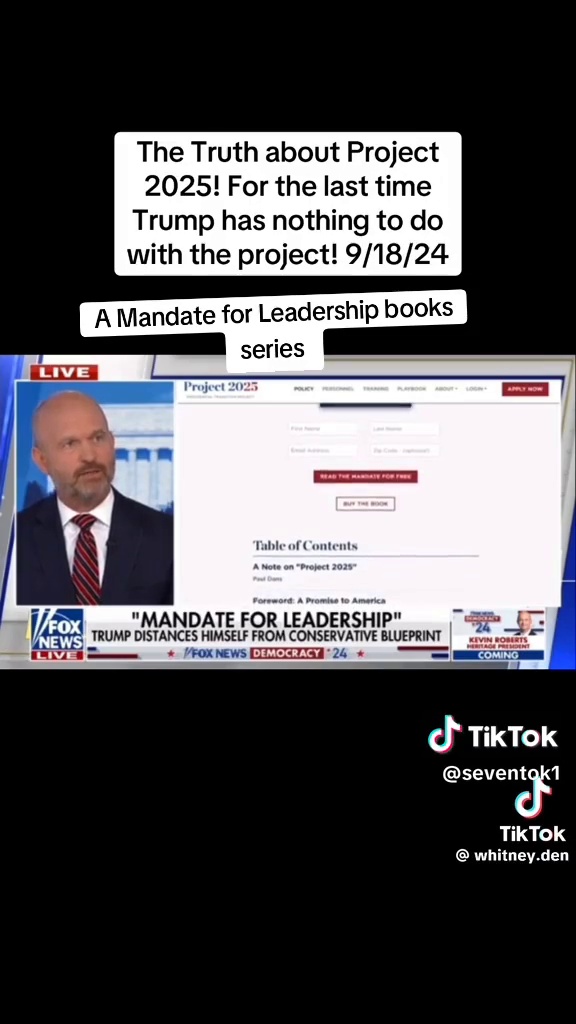 The Truth about Project
2025! For the last time
Trump has nothing to do
with the project! 9/18/24
A Mandate for Leadership books
series
LIVE
Project 2025
POLICY PERSONNEL TRAINING PLAYBOOK ABOUT LOGIN APPLY NOW
First Name Last Name
Email Address Zip Code (optional)
READ THE MANDATE FOR FREE
BUY THE BOOK
Table of Contents
A Note on "Project 2025"
Paul Dans
Foreword: A Promise to America
FOX
NEWS
LIVE
"MANDATE FOR LEADERSHIP"
TRUMP DISTANCES HIMSELF FROM CONSERVATIVE BLUEPRINT
FOX NEWS DEMOCRACY '24
DEMOCRACY
'24
KEVIN ROBERTS
HERITAGE PRESIDENT
COMING
TikTok
@seventok1
TikTok
@ whitney.den